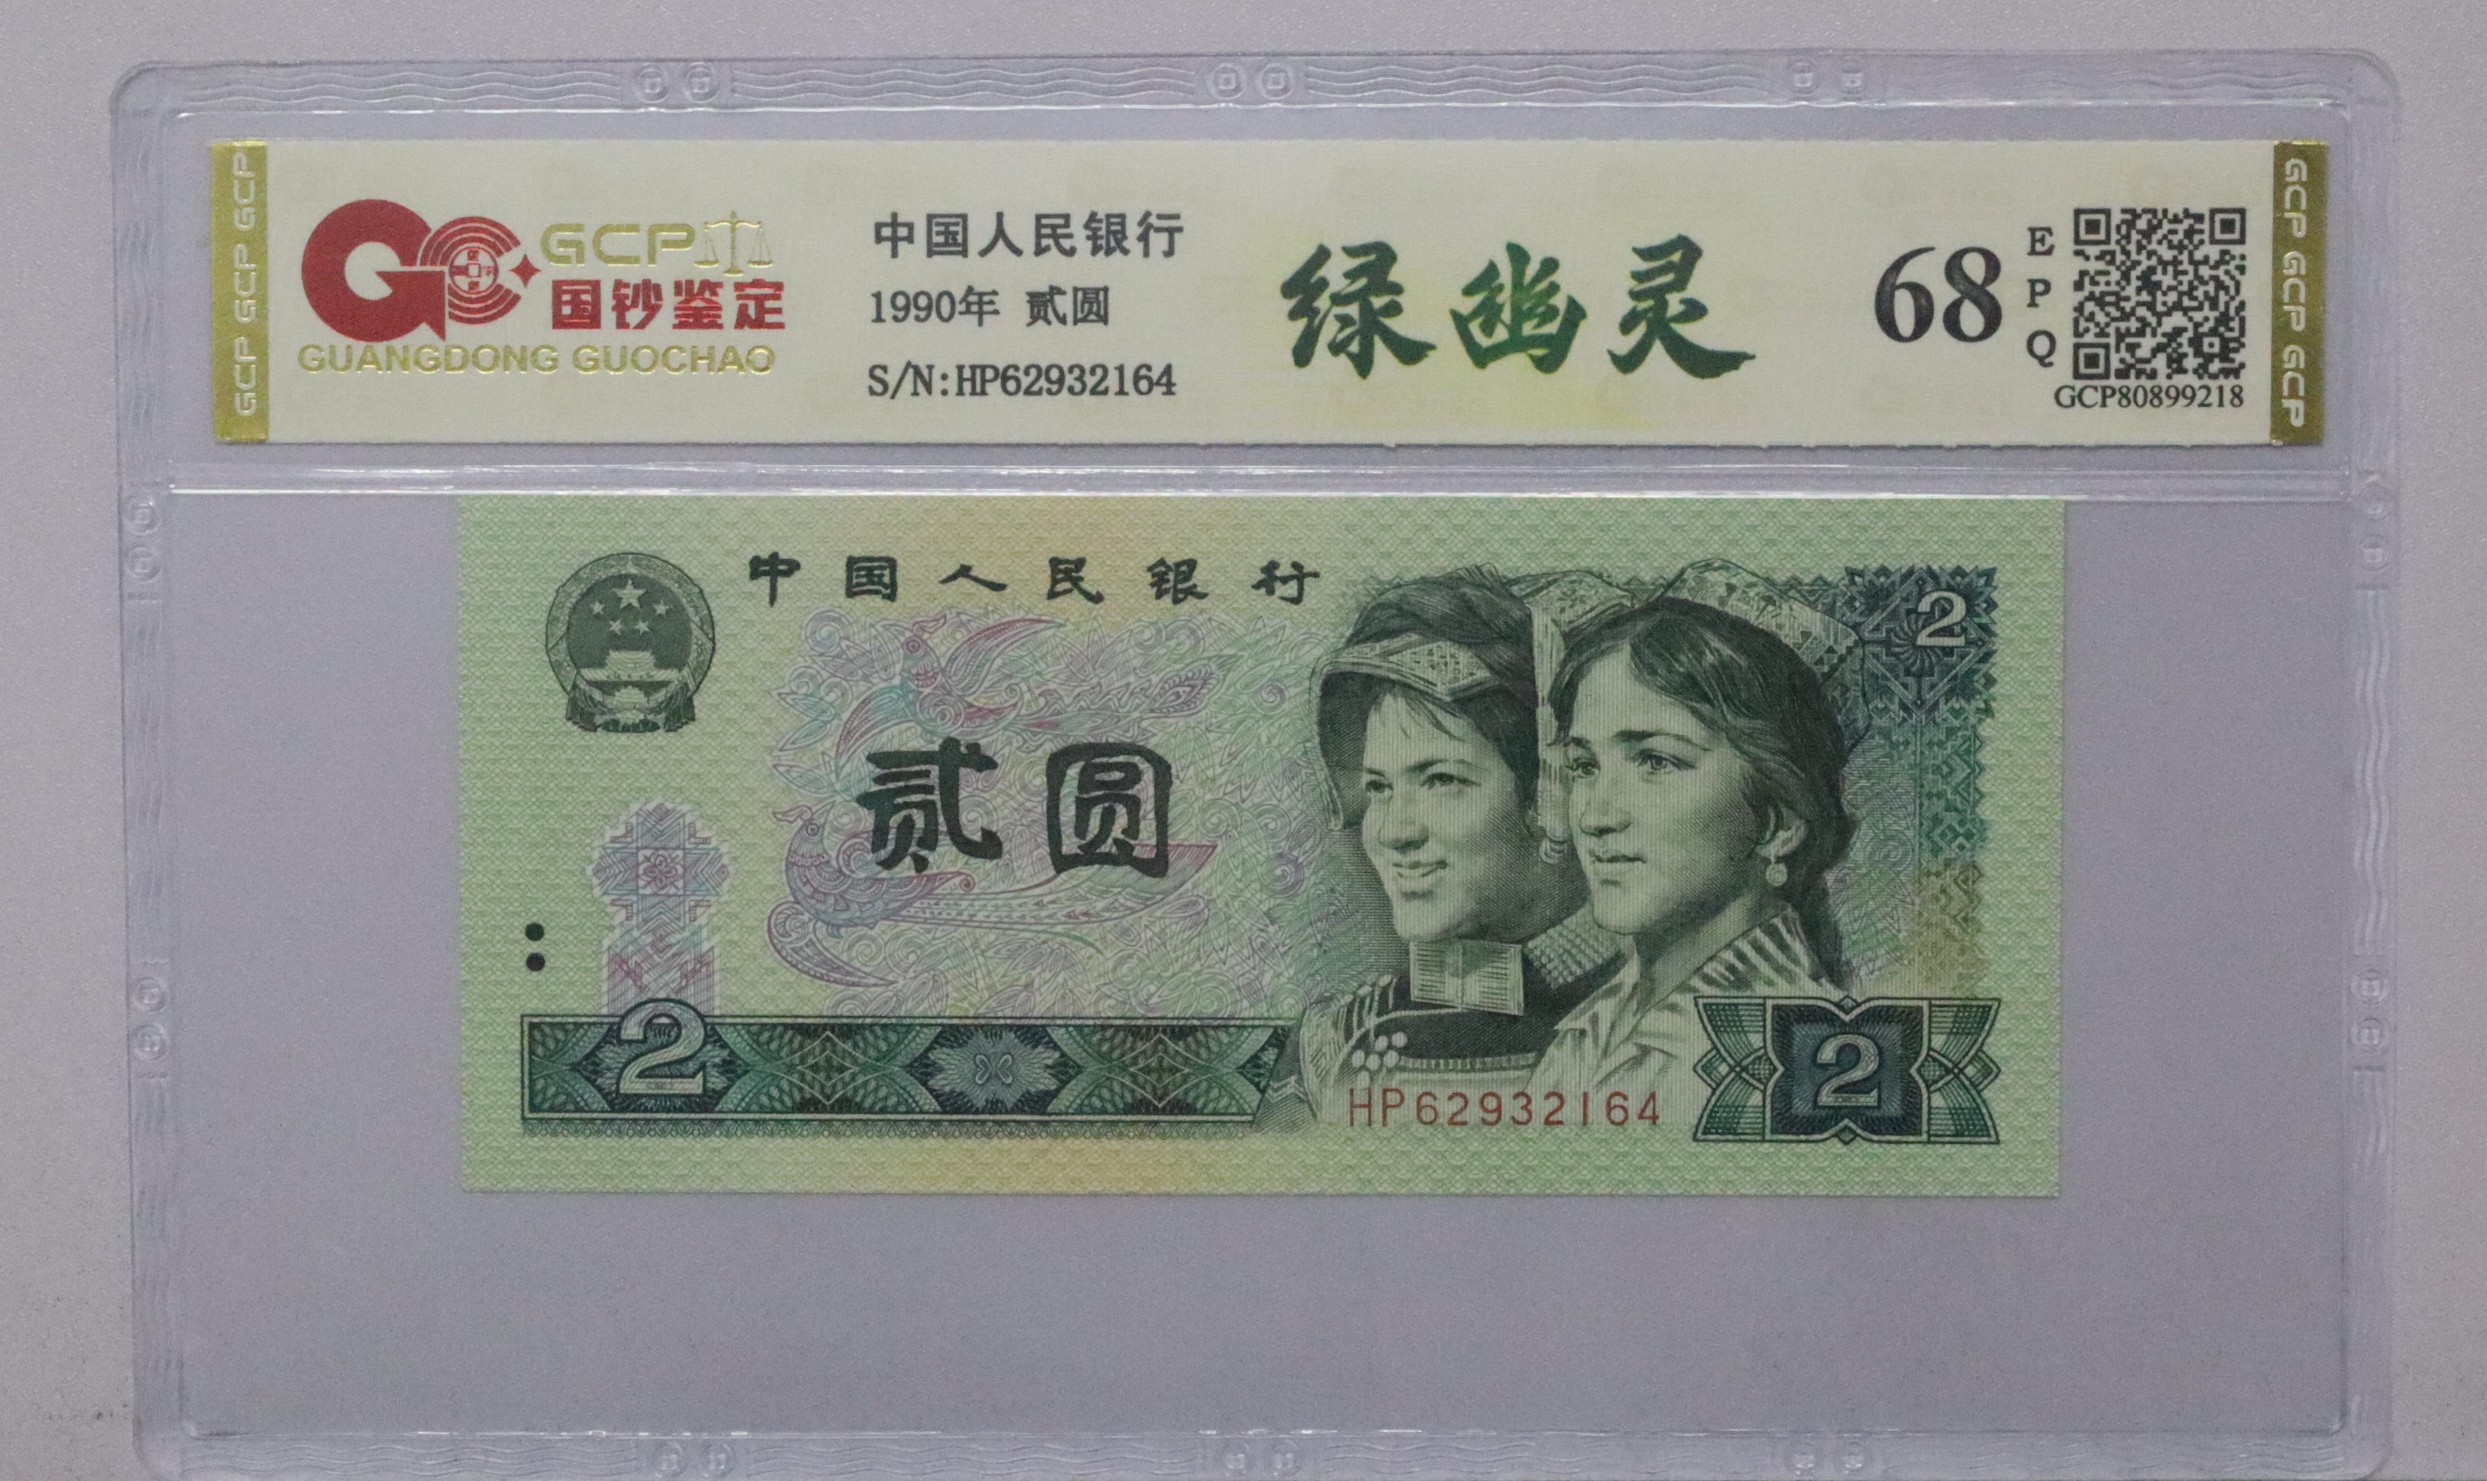 GCP GCP GCP
GCP
国钞鉴定
GUANGDONG GUOCHAO
中国人民银行
1990年 贰圆
S/N:HP62932164
绿幽灵
68
EPQ
GCP80899218
GCP GCP GCP
中国人民银行
2
贰圆
2
HP62932164
2